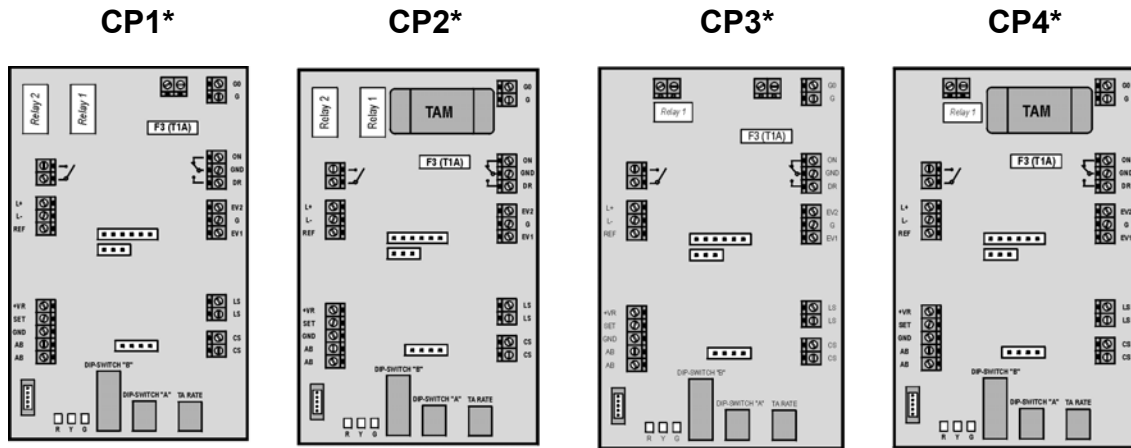 CP1*
CP2*
CP3*
CP4*
Relay 2
Relay 1
F3 (T1A)
G0
G
ON
GND
DR
L+
L-
REF
EV2
G
EV1
+VR
SET
GND
AB
AB
LS
LS
CS
CS
DIP-SWITCH "B"
DIP-SWITCH "A"
TA RATE
R Y G
Relay 2
Relay 1
TAM
F3 (T1A)
G0
G
ON
GND
DR
L+
L-
REF
EV2
G
EV1
+VR
SET
GND
AB
AB
LS
LS
CS
CS
DIP-SWITCH "B"
DIP-SWITCH "A"
TA RATE
R Y G
Relay 1
F3 (T1A)
G0
G
ON
GND
DR
L+
L-
REF
EV2
G
EV1
+VR
SET
GND
AB
AB
LS
LS
CS
CS
DIP-SWITCH "B"
DIP-SWITCH "A"
TA RATE
R Y G
Relay 1
TAM
F3 (T1A)
G0
G
ON
GND
DR
L+
L-
REF
EV2
G
EV1
+VR
SET
GND
AB
AB
LS
LS
CS
CS
DIP-SWITCH "B"
DIP-SWITCH "A"
TA RATE
R Y G